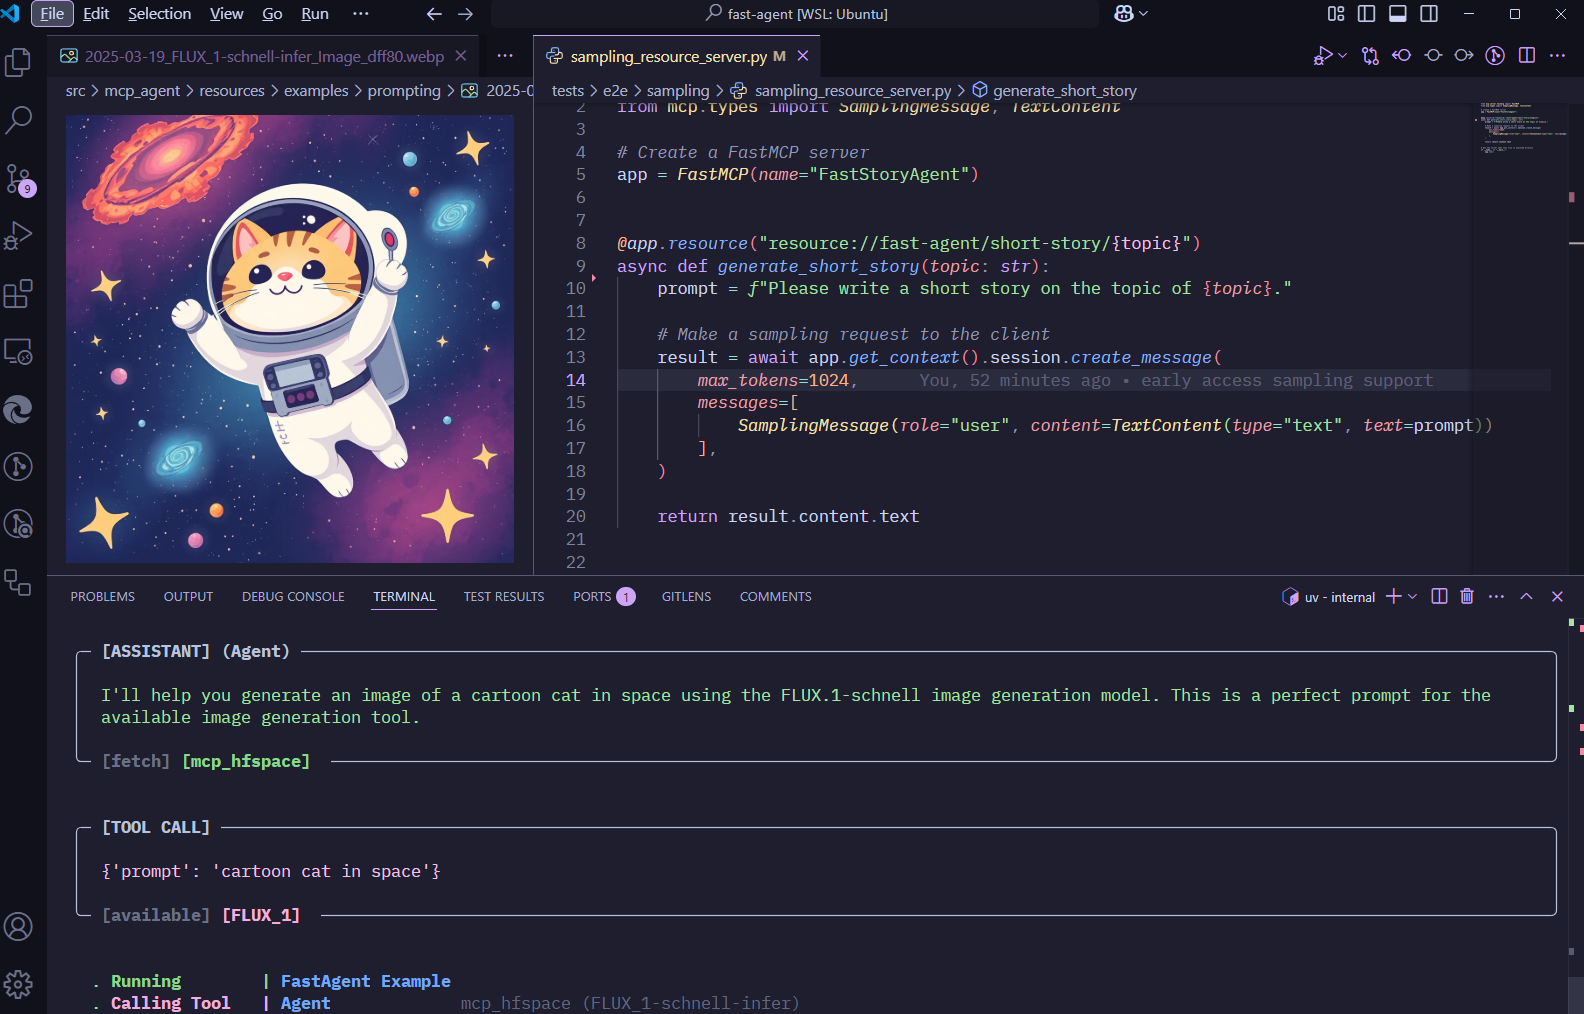 File Edit Selection View Go Run ··· fast-agent [WSL: Ubuntu]
2025-03-19_FLUX_1-schnell-infer_Image_dff80.webp
sampling_resource_server.py M
src > mcp_agent > resources > examples > prompting > 2025-0
tests > e2e > sampling > sampling_resource_server.py > generate_short_story
9
2 from mcp.types import SamplingMessage, TextContent
3
4 # Create a FastMCP server
5 app = FastMCP(name="FastStoryAgent")
6
7
8 @app.resource("resource://fast-agent/short-story/{topic}")
9 async def generate_short_story(topic: str):
10 prompt = f"Please write a short story on the topic of {topic}."
11
12 # Make a sampling request to the client
13 result = await app.get_context().session.create_message(
14 max_tokens=1024, You, 52 minutes ago • early access sampling support
15 messages=[
16 SamplingMessage(role="user", content=TextContent(type="text", text=prompt))
17 ],
18 )
19
20 return result.content.text
21
22
PROBLEMS OUTPUT DEBUG CONSOLE TERMINAL TEST RESULTS PORTS 1 GITLENS COMMENTS
uv - internal
[ASSISTANT] (Agent)
I'll help you generate an image of a cartoon cat in space using the FLUX.1-schnell image generation model. This is a perfect prompt for the
available image generation tool.
[fetch] [mcp_hfspace]
[TOOL CALL]
{'prompt': 'cartoon cat in space'}
[available] [FLUX_1]
. Running | FastAgent Example
. Calling Tool | Agent mcp_hfspace (FLUX_1-schnell-infer)